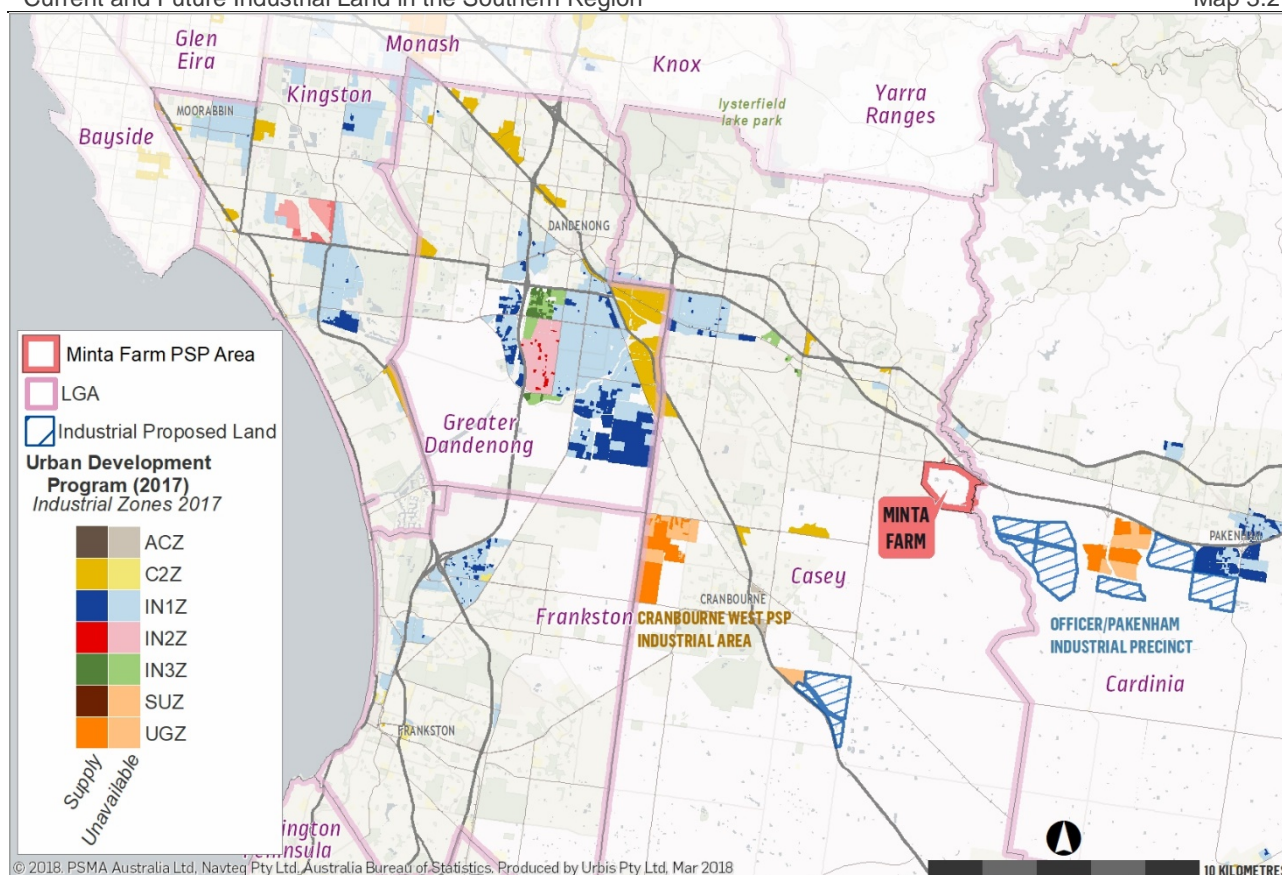 Current and Future Industrial Land in the Southern Region
Map 3.2
Glen
Eira
Monash
Knox
Kingston
Yarra
Ranges
lysterfield
lake park
MOORABBIN
Bayside
DANDENONG
Minta Farm PSP Area
LGA
Industrial Proposed Land
Urban Development
Program (2017)
Industrial Zones 2017
ACZ
C2Z
IN1Z
IN2Z
IN3Z
SUZ
UGZ
Supply
Unavailable
Greater
Dandenong
MINTA
FARM
PAKENHAM
Casey
CRANBOURNE
Frankston
CRANBOURNE WEST PSP
INDUSTRIAL AREA
OFFICER/PAKENHAM
INDUSTRIAL PRECINCT
Cardinia
FRANKSTON
ington
© 2018. PSMA Australia Ltd, Navteq Pty Ltd, Australia Bureau of Statistics. Produced by Urbis Pty Ltd, Mar 2018
10 KILOMETRES